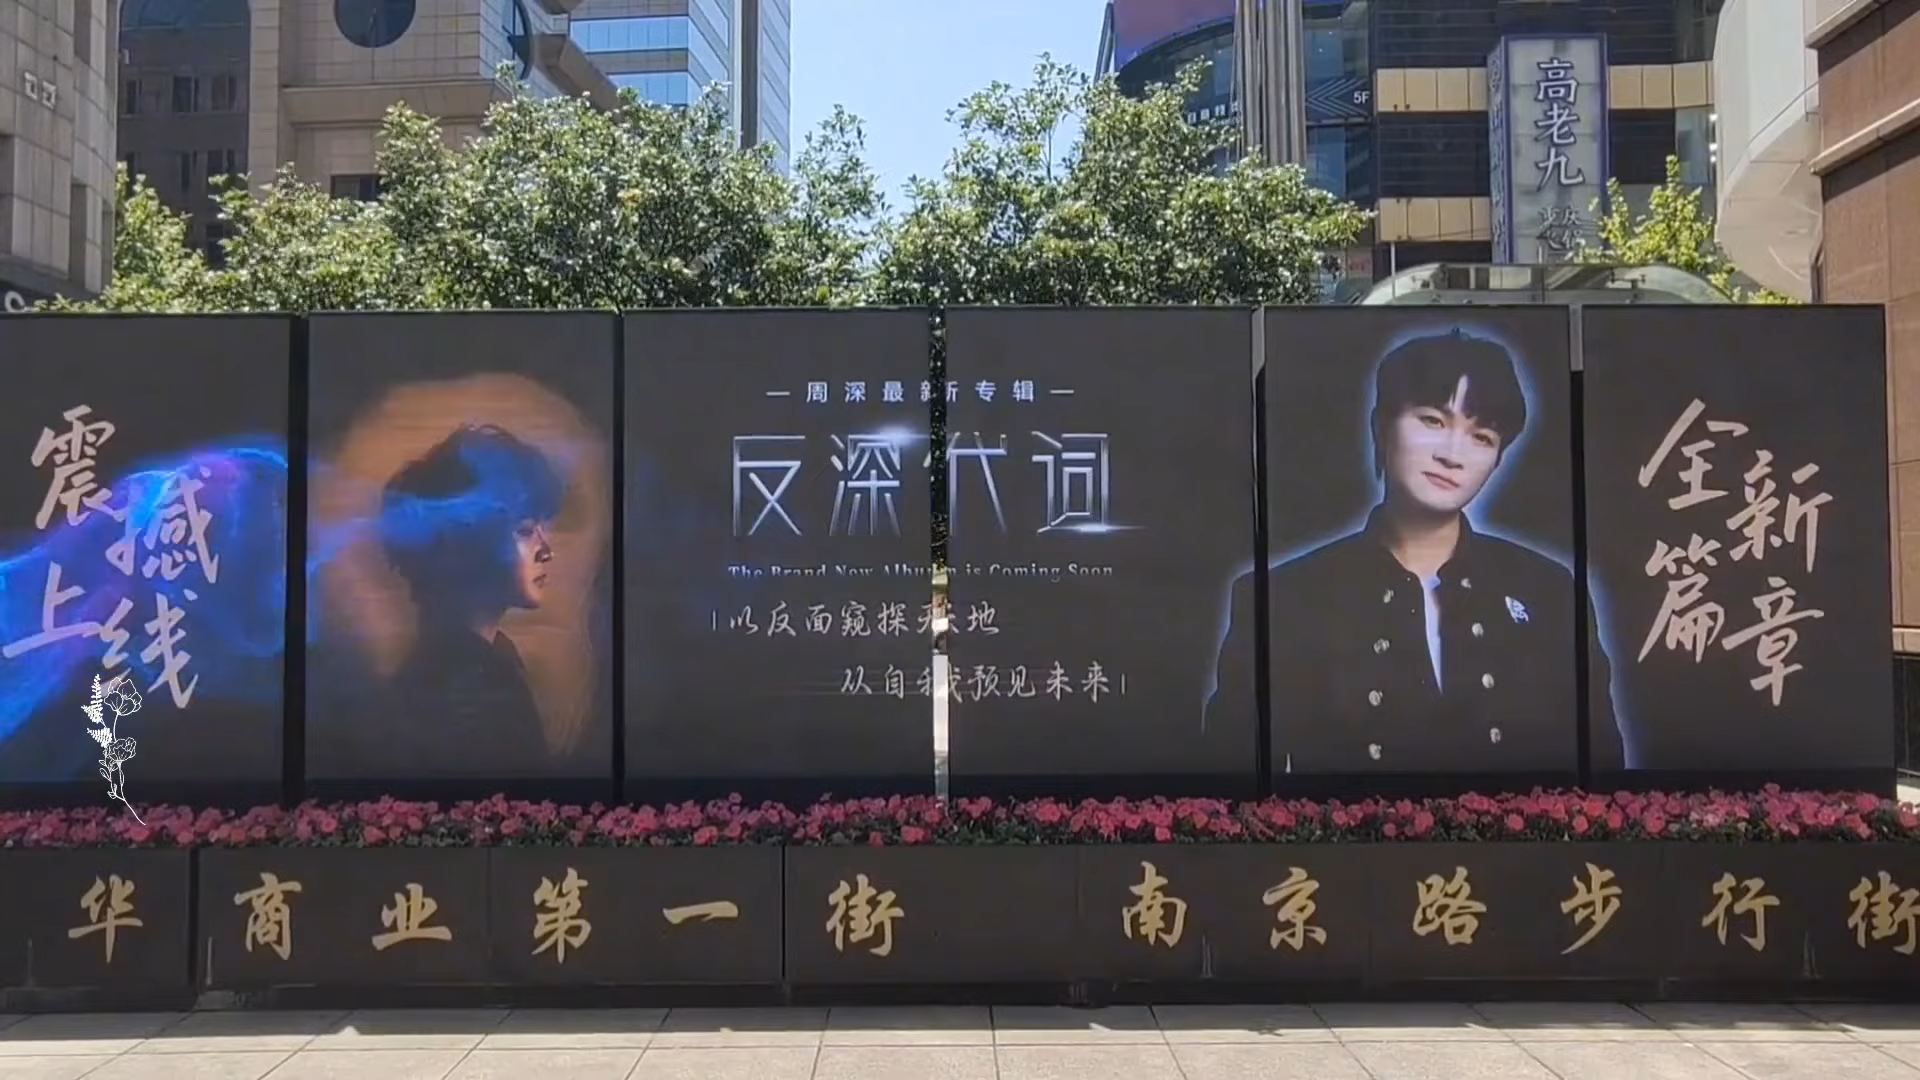 高老九
5F
震撼
上线
周深最新专辑
反深代词
The Brand New Album is Coming Soon
以反面窥探天地
从自我预见未来
全新
篇章
华商业第一街 南京路步行街